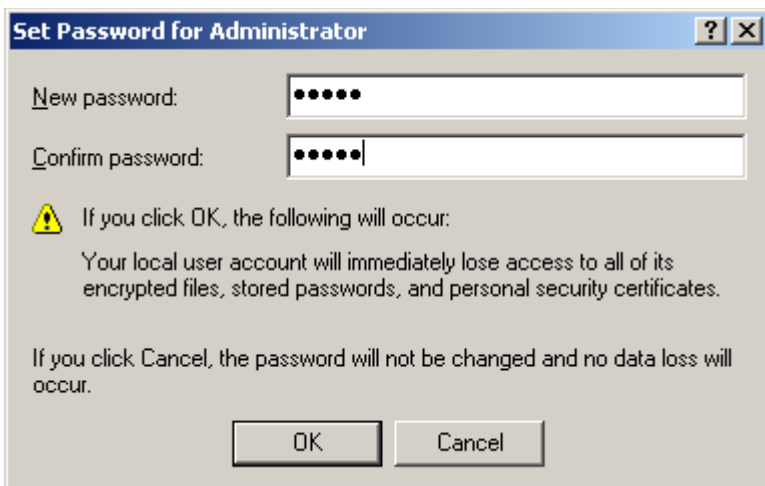 Set Password for Administrator
New password: •••••
Confirm password: •••••
If you click OK, the following will occur:
Your local user account will immediately lose access to all of its
encrypted files, stored passwords, and personal security certificates.
If you click Cancel, the password will not be changed and no data loss will
occur.
OK Cancel